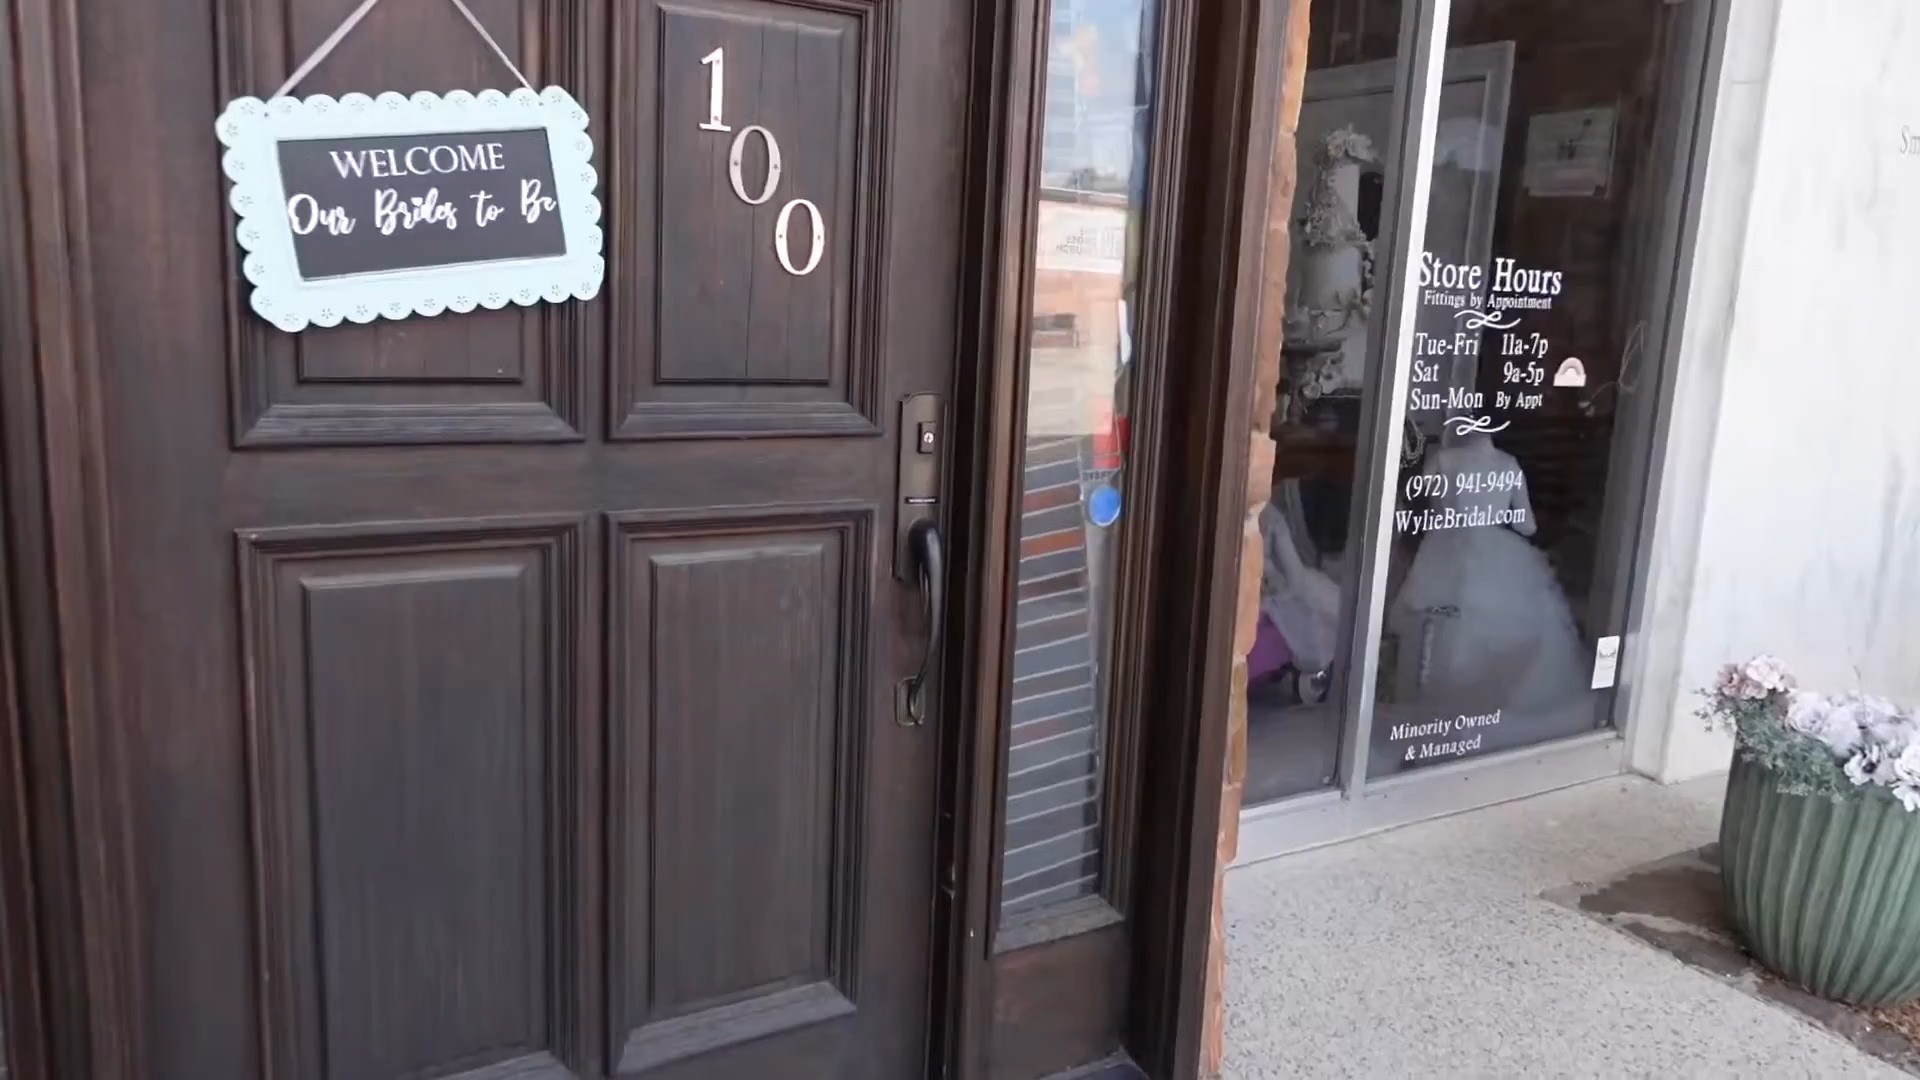 WELCOME
Our Brides to Be
100
Store Hours
Fittings by Appointment
Tue-Fri 11a-7p
Sat 9a-5p
Sun-Mon By Appt
(972) 941-9494
WylieBridal.com
Minority Owned
& Managed